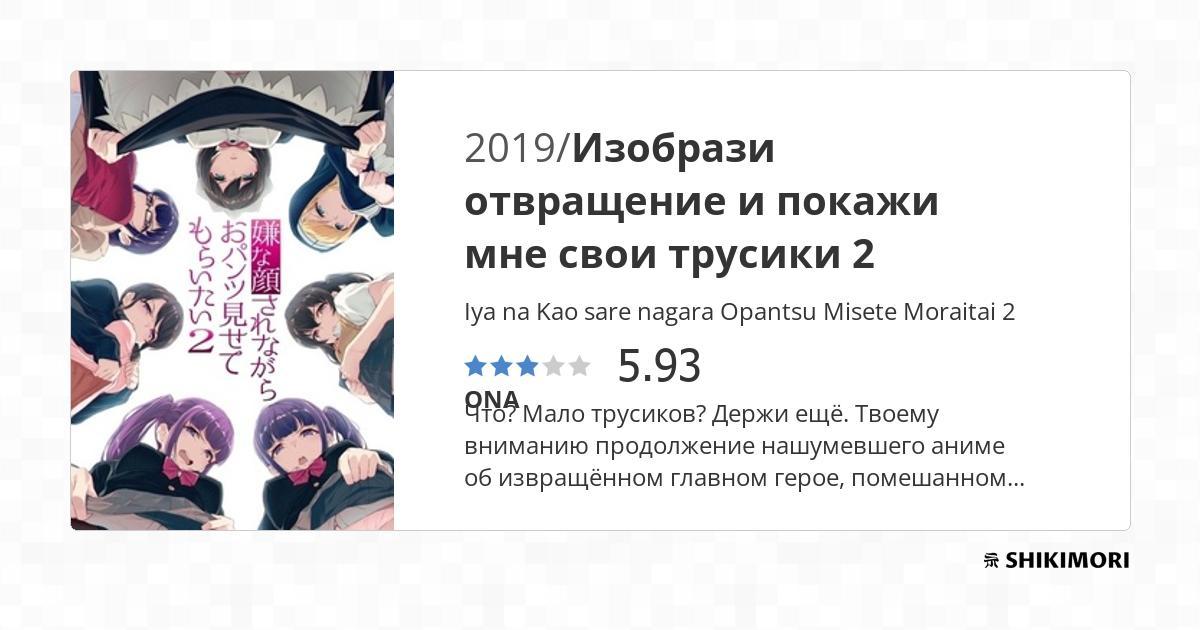 嫌な顔されながら
おパンツ見せて
もらいたい2
2019/Изобрази
отвращение и покажи
мне свои трусики 2
Iya na Kao sare nagara Opantsu Misete Moraitai 2
5.93
ONA
Что? Мало трусиков? Держи ещё. Твоему
вниманию продолжение нашумевшего аниме
об извращённом главном герое, помешанном...
SHIKIMORI